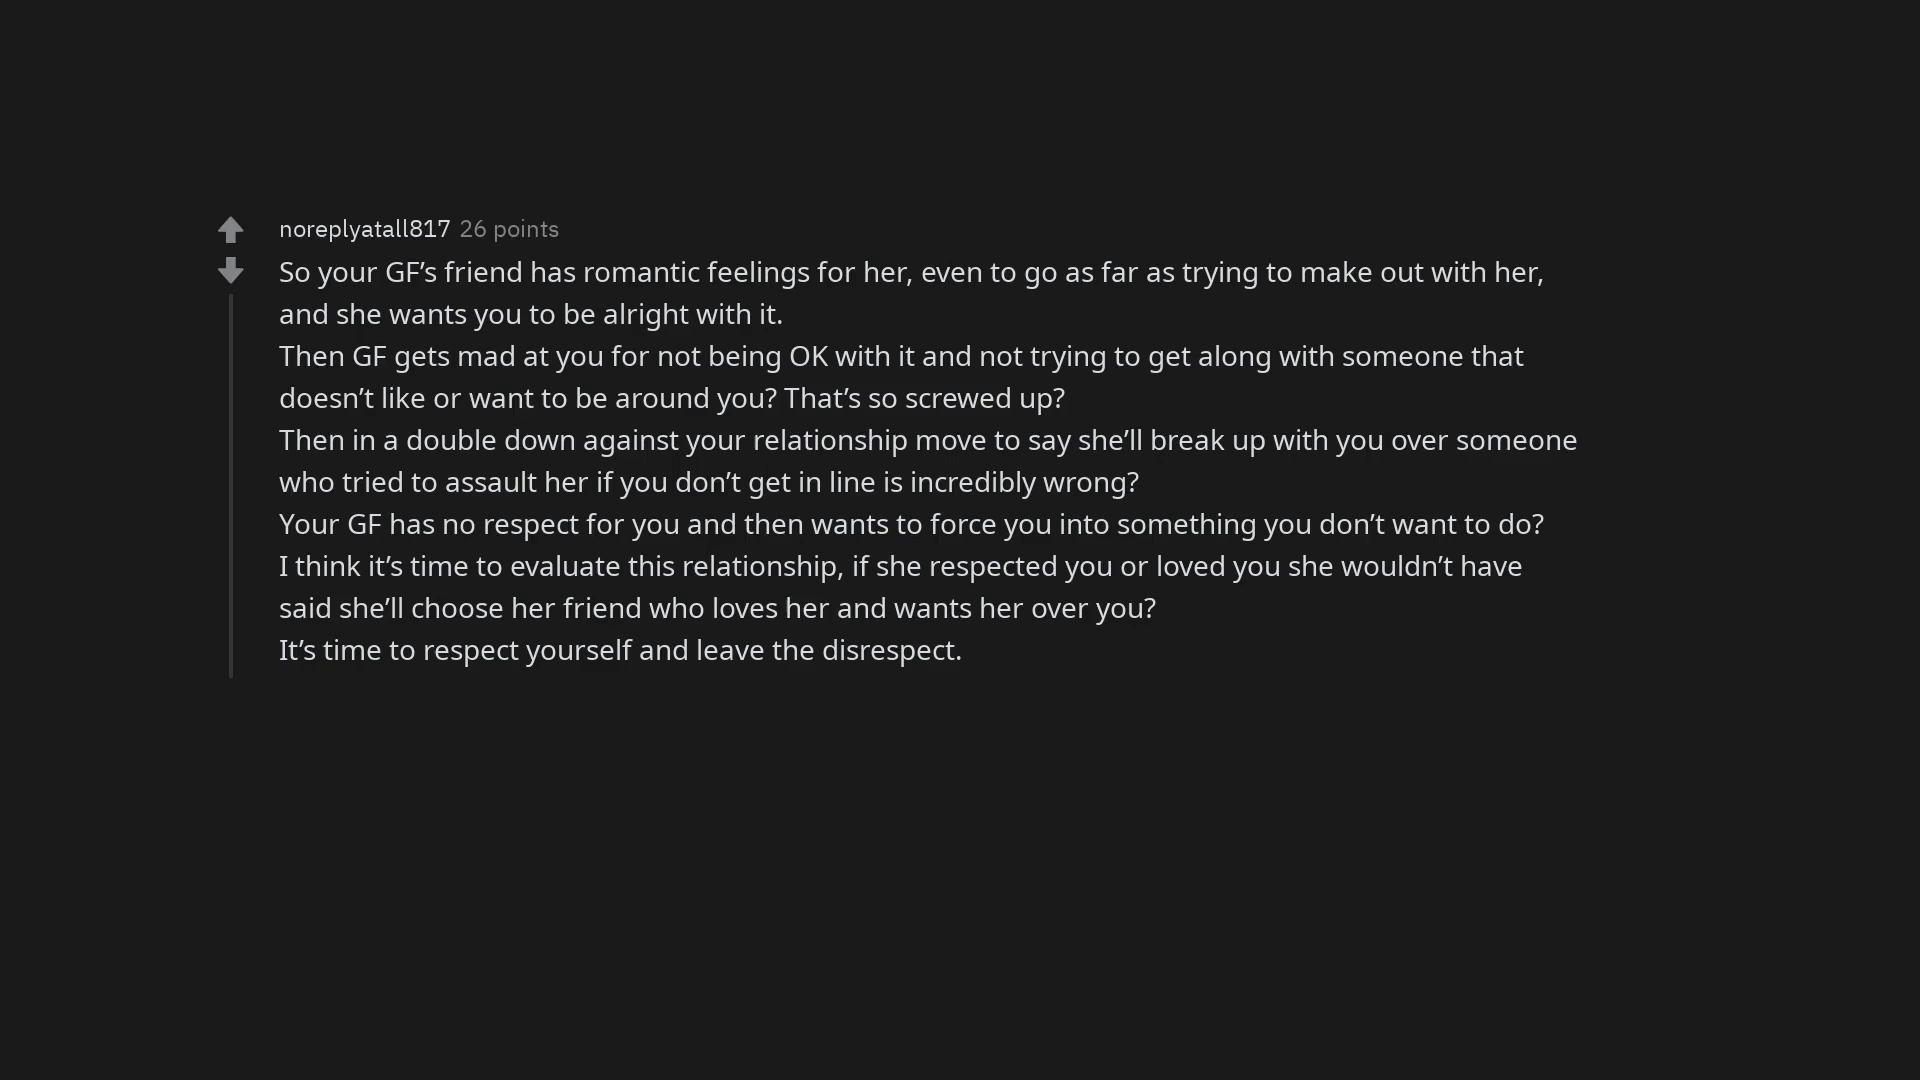 noreplyatall817 26 points
So your GF’s friend has romantic feelings for her, even to go as far as trying to make out with her,
and she wants you to be alright with it.
Then GF gets mad at you for not being OK with it and not trying to get along with someone that
doesn’t like or want to be around you? That’s so screwed up?
Then in a double down against your relationship move to say she’ll break up with you over someone
who tried to assault her if you don’t get in line is incredibly wrong?
Your GF has no respect for you and then wants to force you into something you don’t want to do?
I think it’s time to evaluate this relationship, if she respected you or loved you she wouldn’t have
said she’ll choose her friend who loves her and wants her over you?
It’s time to respect yourself and leave the disrespect.